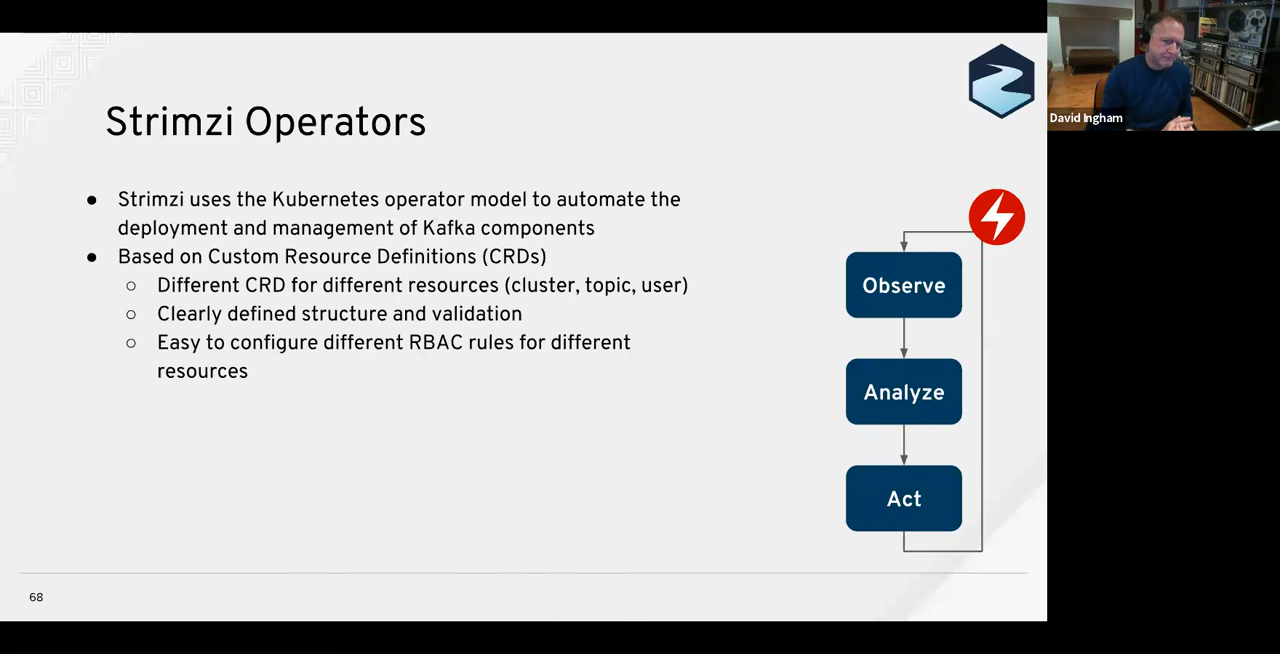 Strimzi Operators
● Strimzi uses the Kubernetes operator model to automate the
deployment and management of Kafka components
● Based on Custom Resource Definitions (CRDs)
○ Different CRD for different resources (cluster, topic, user)
○ Clearly defined structure and validation
○ Easy to configure different RBAC rules for different
resources
Observe
Analyze
Act
68
David Ingham